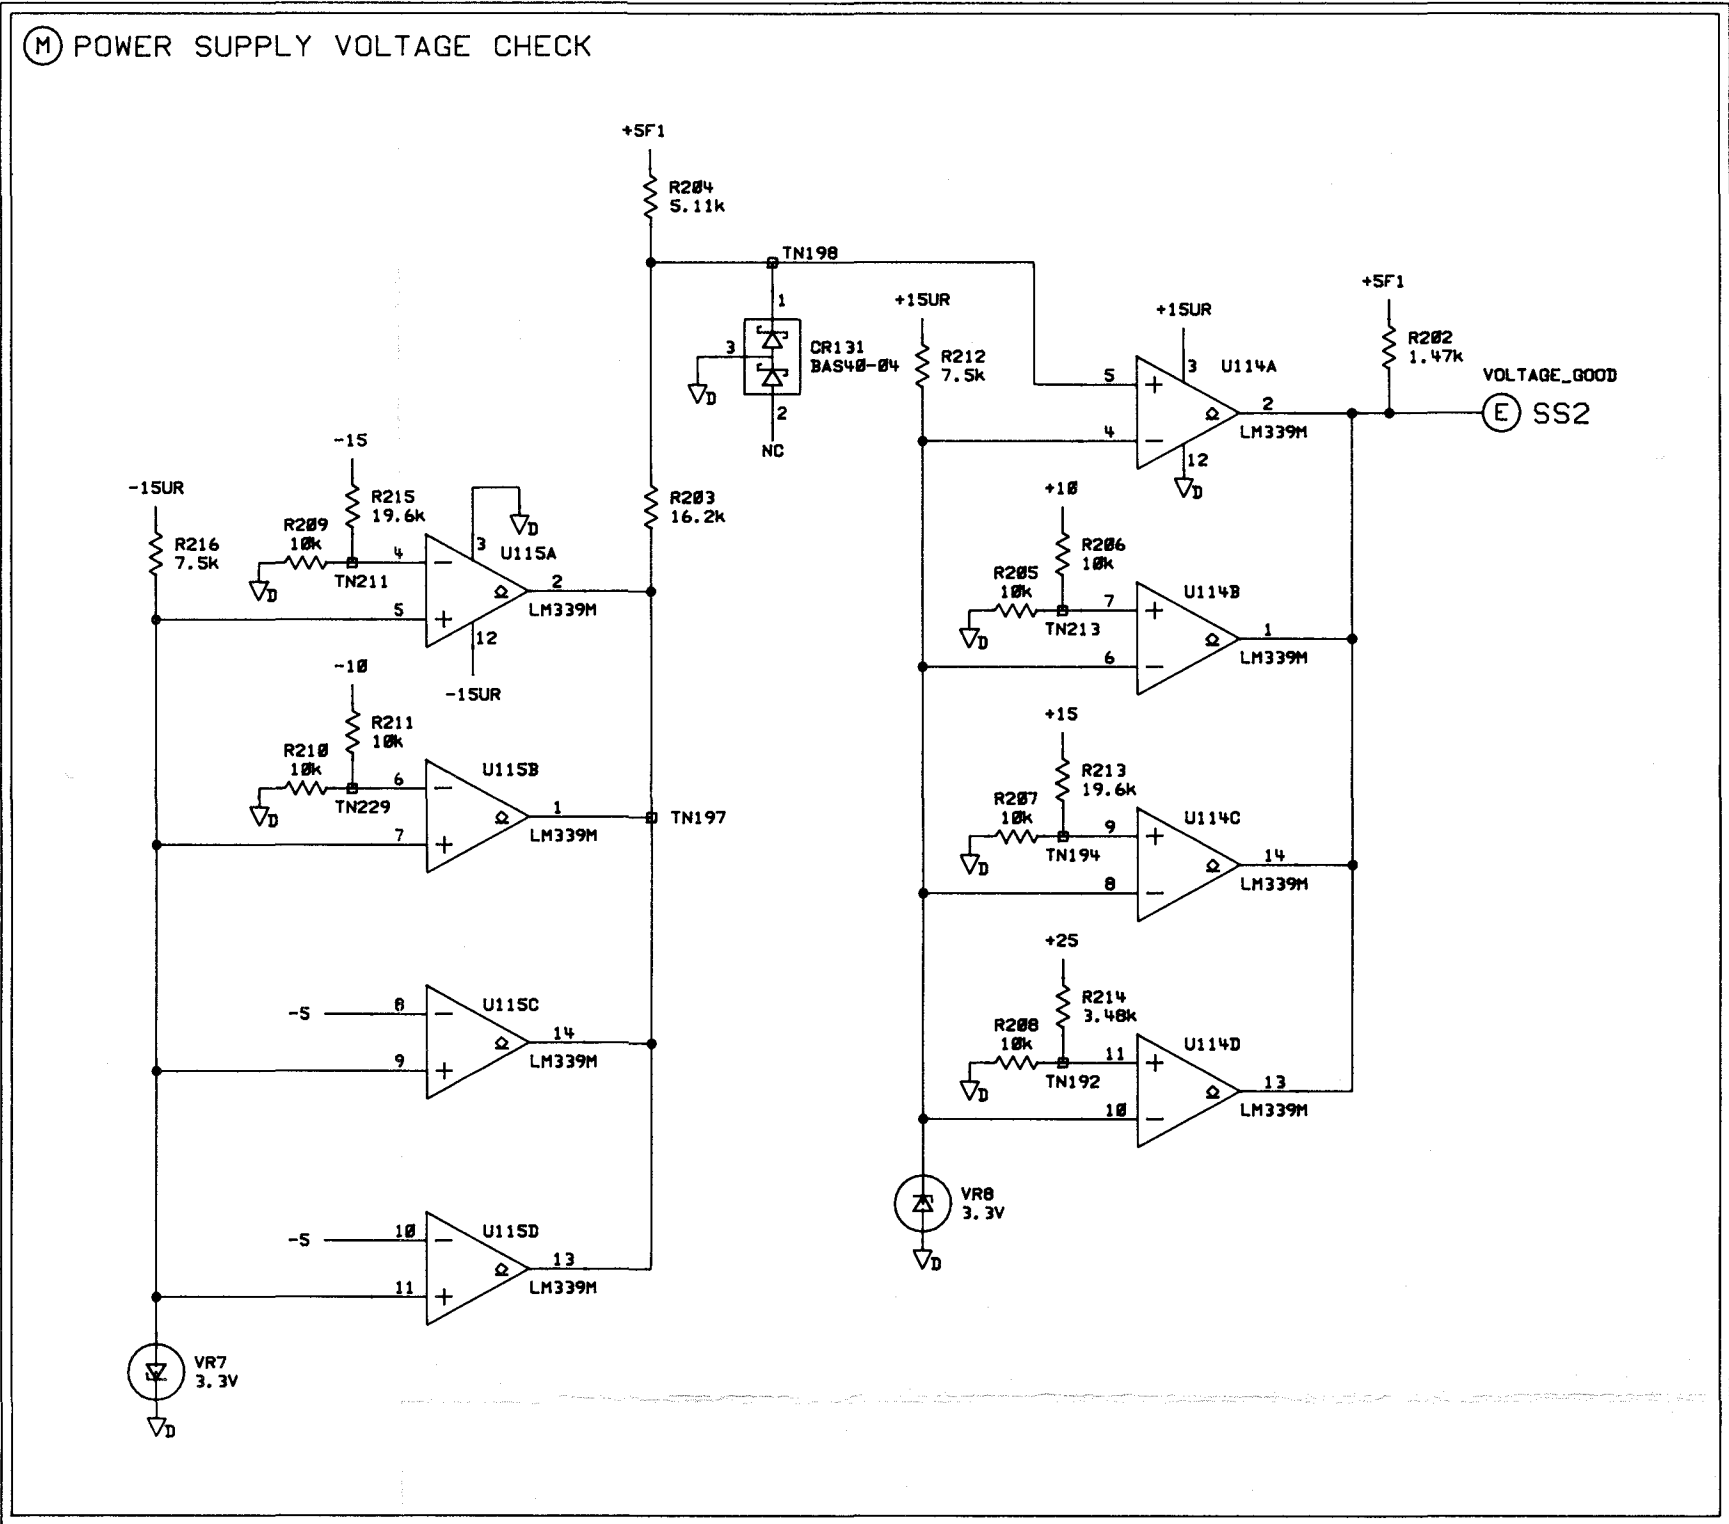 M POWER SUPPLY VOLTAGE CHECK
+5F1
R204
5.11k
TN198
1
3
CR131
BAS40-04
D
2
NC
+15UR
R212
7.5k
+15UR
3
5
U114A
2
4
LM339M
12
D
+5F1
R202
1.47k
VOLTAGE_GOOD
E SS2
-15
-15UR
R215
19.6k
R209
10k
R216
7.5k
D
TN211
4
3
D
U115A
2
5
LM339M
12
-15UR
R203
16.2k
+10
R206
10k
R205
10k
D
TN213
7
U114B
1
6
LM339M
-10
R211
10k
R210
10k
D
TN229
6
U115B
1
7
LM339M
TN197
+15
R213
19.6k
R207
10k
D
TN194
9
U114C
14
8
LM339M
-5
8
U115C
14
9
LM339M
+25
R214
3.48k
R208
10k
D
TN192
11
U114D
13
10
LM339M
-5
10
U115D
13
11
LM339M
VR8
3.3V
D
VR7
3.3V
D